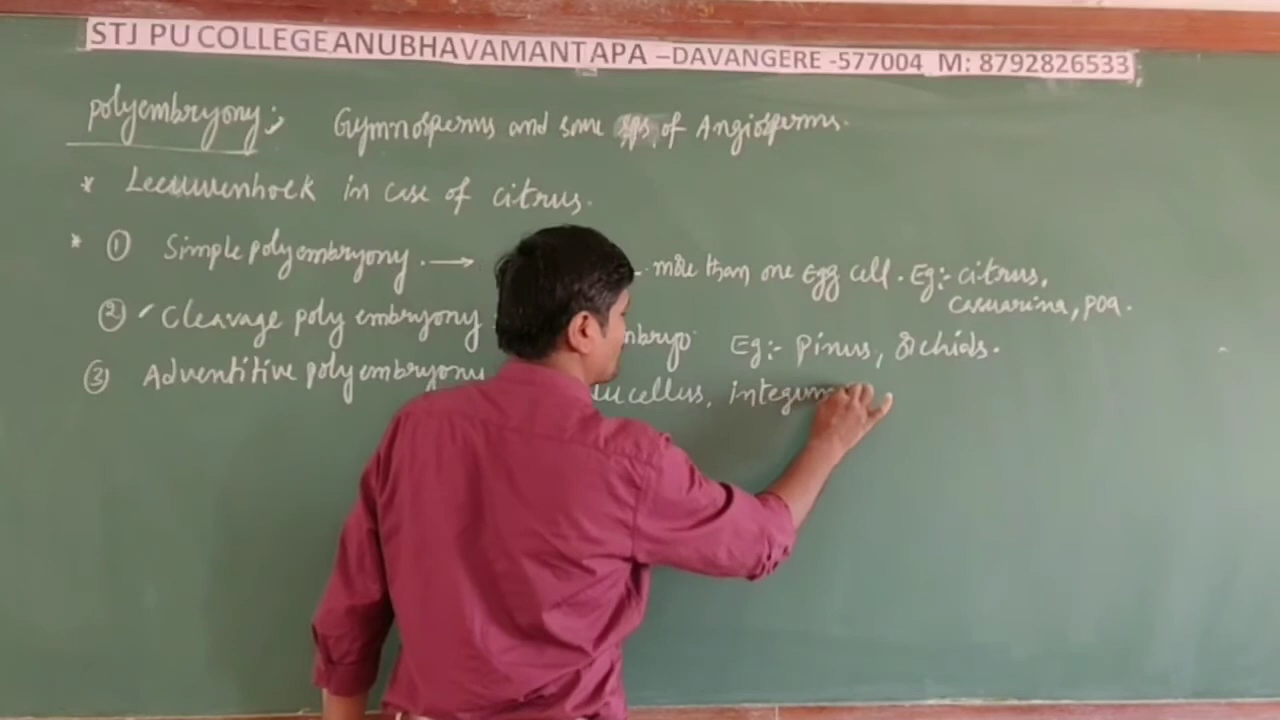 STJ PU COLLEGE ANUBHAVAMANTAPA –DAVANGERE -577004 M: 8792826533
polyembryony:- Gymnosperms and some sps of Angiosperms.
* Leeuwenhoek in case of citrus.
* ① Simple polyembryony. → more than one Egg cell. Eg:- citrus,
casuarina, poa.
② Cleavage poly embryony mbryo Eg:- pinus, orchids.
③ Adventitive polyembryony ucellus, integum